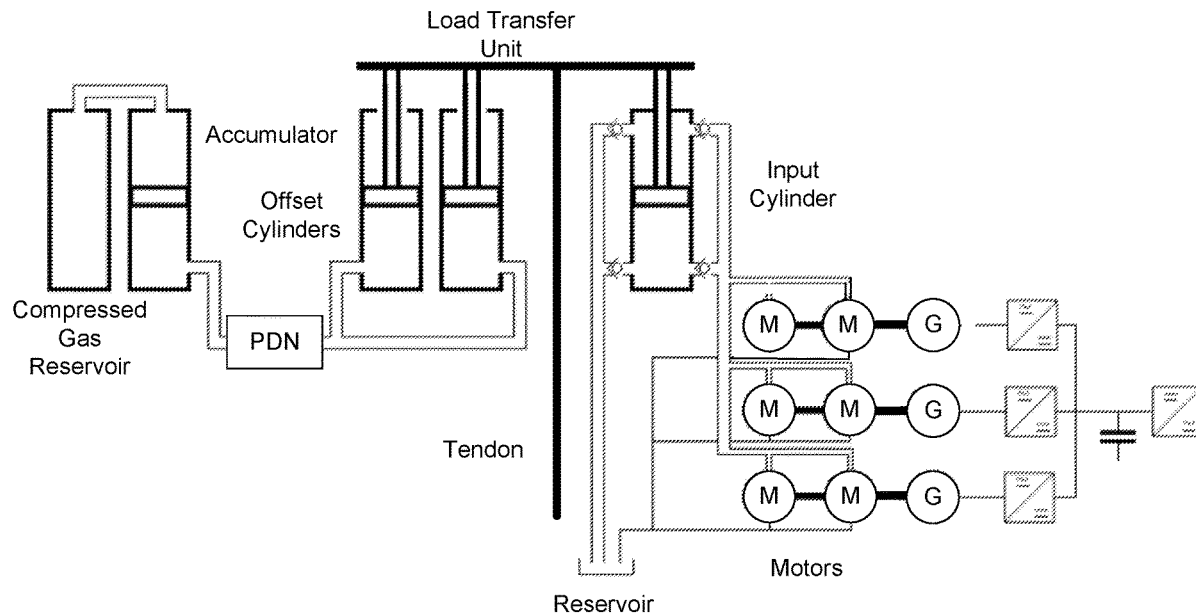 Load Transfer
Unit
Accumulator
Offset
Cylinders
Input
Cylinder
Compressed
Gas
Reservoir
PDN
M
M
G
M
M
G
Tendon
M
M
G
Motors
Reservoir